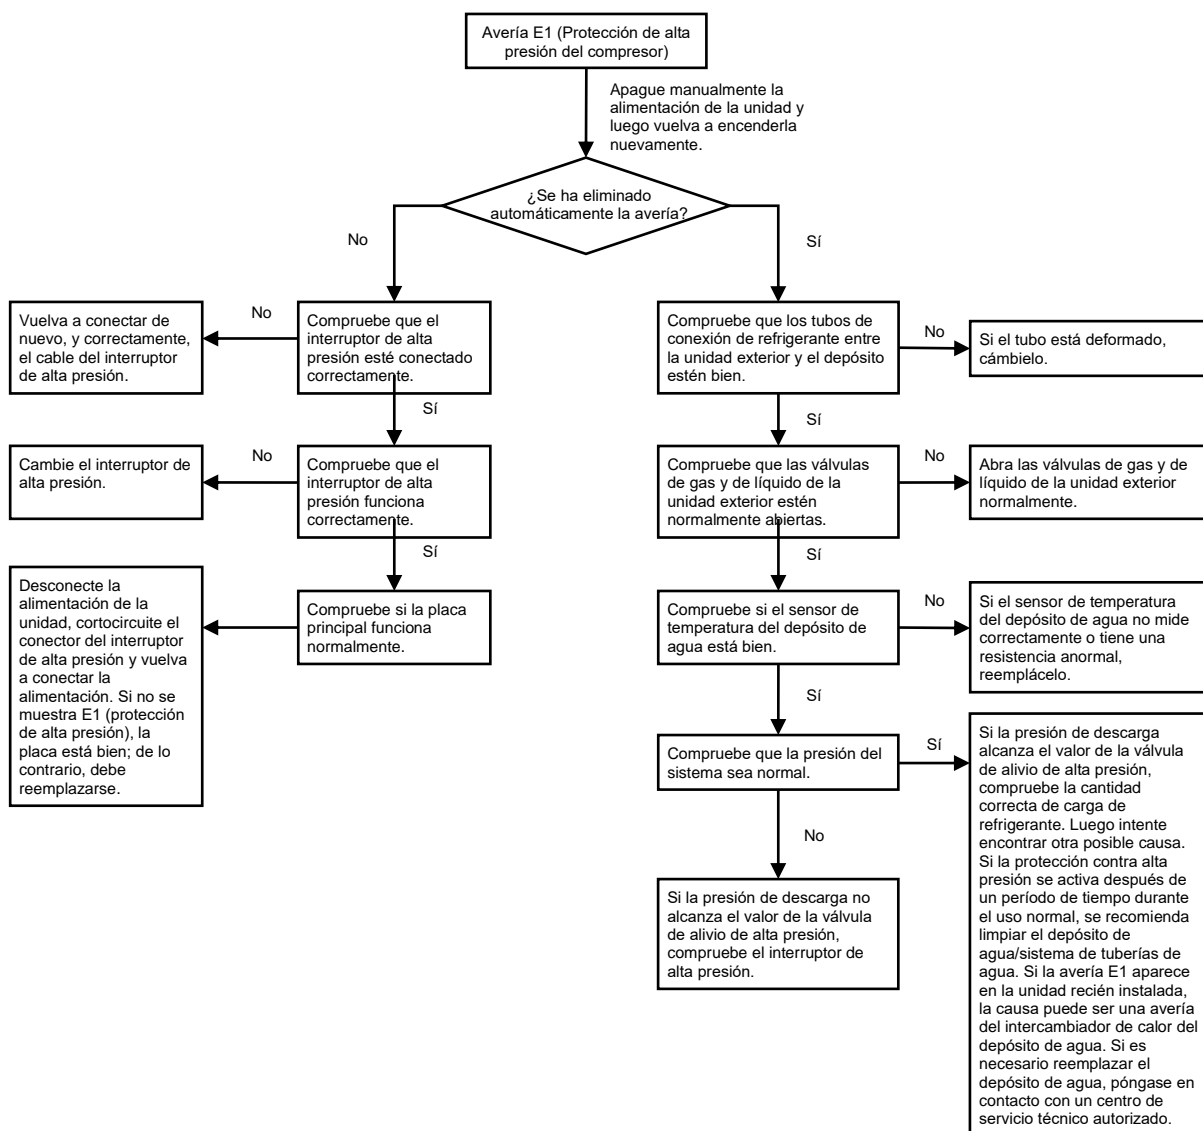 Avería E1 (Protección de alta
presión del compresor)
Apague manualmente la
alimentación de la unidad y
luego vuelva a encenderla
nuevamente.
¿Se ha eliminado
automáticamente la avería?
No
Sí
Vuelva a conectar de
nuevo, y correctamente,
el cable del interruptor
de alta presión.
No
Compruebe que el
interruptor de alta
presión esté conectado
correctamente.
Sí
Cambie el interruptor de
alta presión.
No
Compruebe que el
interruptor de alta
presión funciona
correctamente.
Sí
Desconecte la
alimentación de la
unidad, cortocircuite el
conector del interruptor
de alta presión y vuelva
a conectar la
alimentación. Si no se
muestra E1 (protección
de alta presión), la
placa está bien; de lo
contrario, debe
reemplazarse.
Compruebe si la placa
principal funciona
normalmente.
Compruebe que los tubos de
conexión de refrigerante entre
la unidad exterior y el depósito
estén bien.
No
Si el tubo está deformado,
cámbielo.
Sí
Compruebe que las válvulas
de gas y de líquido de la
unidad exterior estén
normalmente abiertas.
No
Abra las válvulas de gas y de
líquido de la unidad exterior
normalmente.
Sí
Compruebe si el sensor de
temperatura del depósito de
agua está bien.
No
Si el sensor de temperatura
del depósito de agua no mide
correctamente o tiene una
resistencia anormal,
reemplácelo.
Sí
Compruebe que la presión del
sistema sea normal.
Sí
Si la presión de descarga
alcanza el valor de la válvula
de alivio de alta presión,
compruebe la cantidad
correcta de carga de
refrigerante. Luego intente
encontrar otra posible causa.
Si la protección contra alta
presión se activa después de
un período de tiempo durante
el uso normal, se recomienda
limpiar el depósito de
agua/sistema de tuberías de
agua. Si la avería E1 aparece
en la unidad recién instalada,
la causa puede ser una avería
del intercambiador de calor del
depósito de agua. Si es
necesario reemplazar el
depósito de agua, póngase en
contacto con un centro de
servicio técnico autorizado.
No
Si la presión de descarga no
alcanza el valor de la válvula
de alivio de alta presión,
compruebe el interruptor de
alta presión.